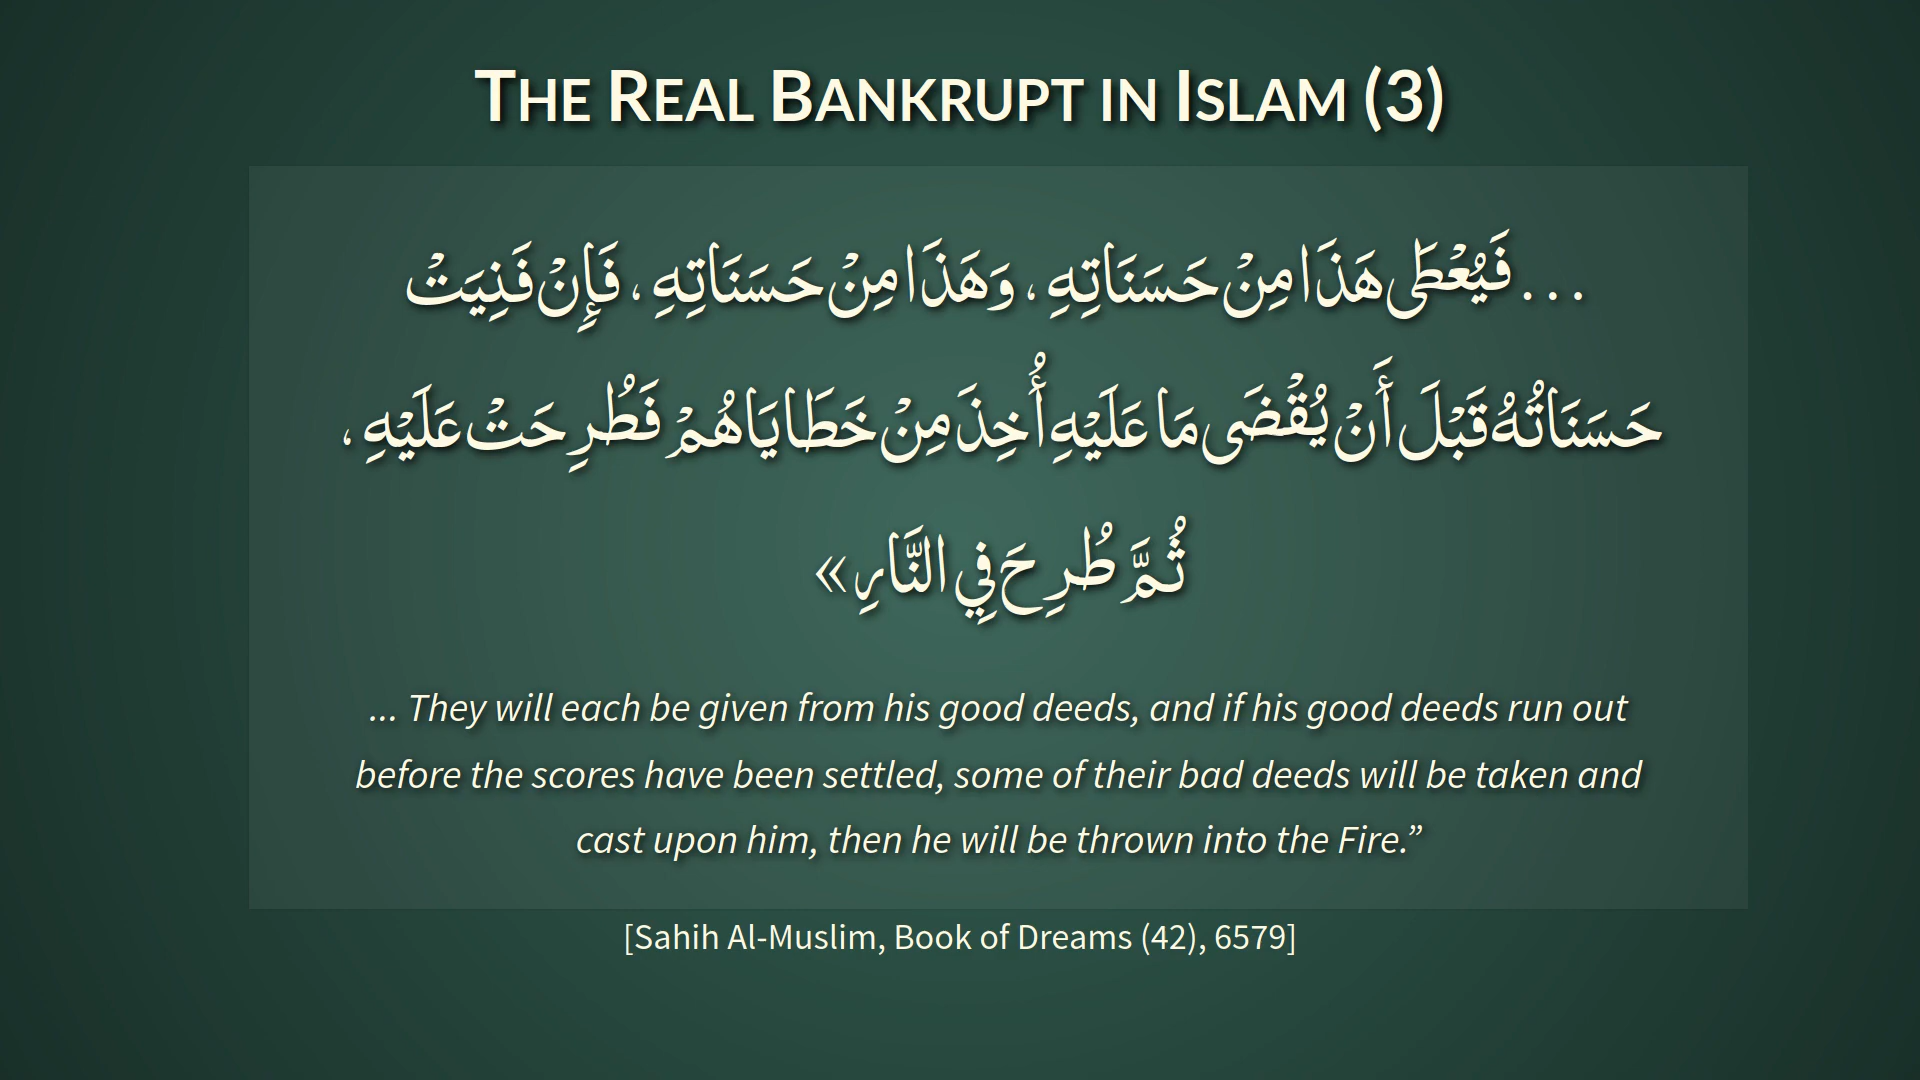 The Real Bankrupt in Islam (3)
... فَيُعْطَى هَذَا مِنْ حَسَنَاتِهِ، وَهَذَا مِنْ حَسَنَاتِهِ، فَإِنْ فَنِيَتْ
حَسَنَاتُهُ قَبْلَ أَنْ يُقْضَى مَا عَلَيْهِ أُخِذَ مِنْ خَطَايَاهُمْ فَطُرِحَتْ عَلَيْهِ،
ثُمَّ طُرِحَ فِي النَّارِ»
... They will each be given from his good deeds, and if his good deeds run out
before the scores have been settled, some of their bad deeds will be taken and
cast upon him, then he will be thrown into the Fire.”
[Sahih Al-Muslim, Book of Dreams (42), 6579]